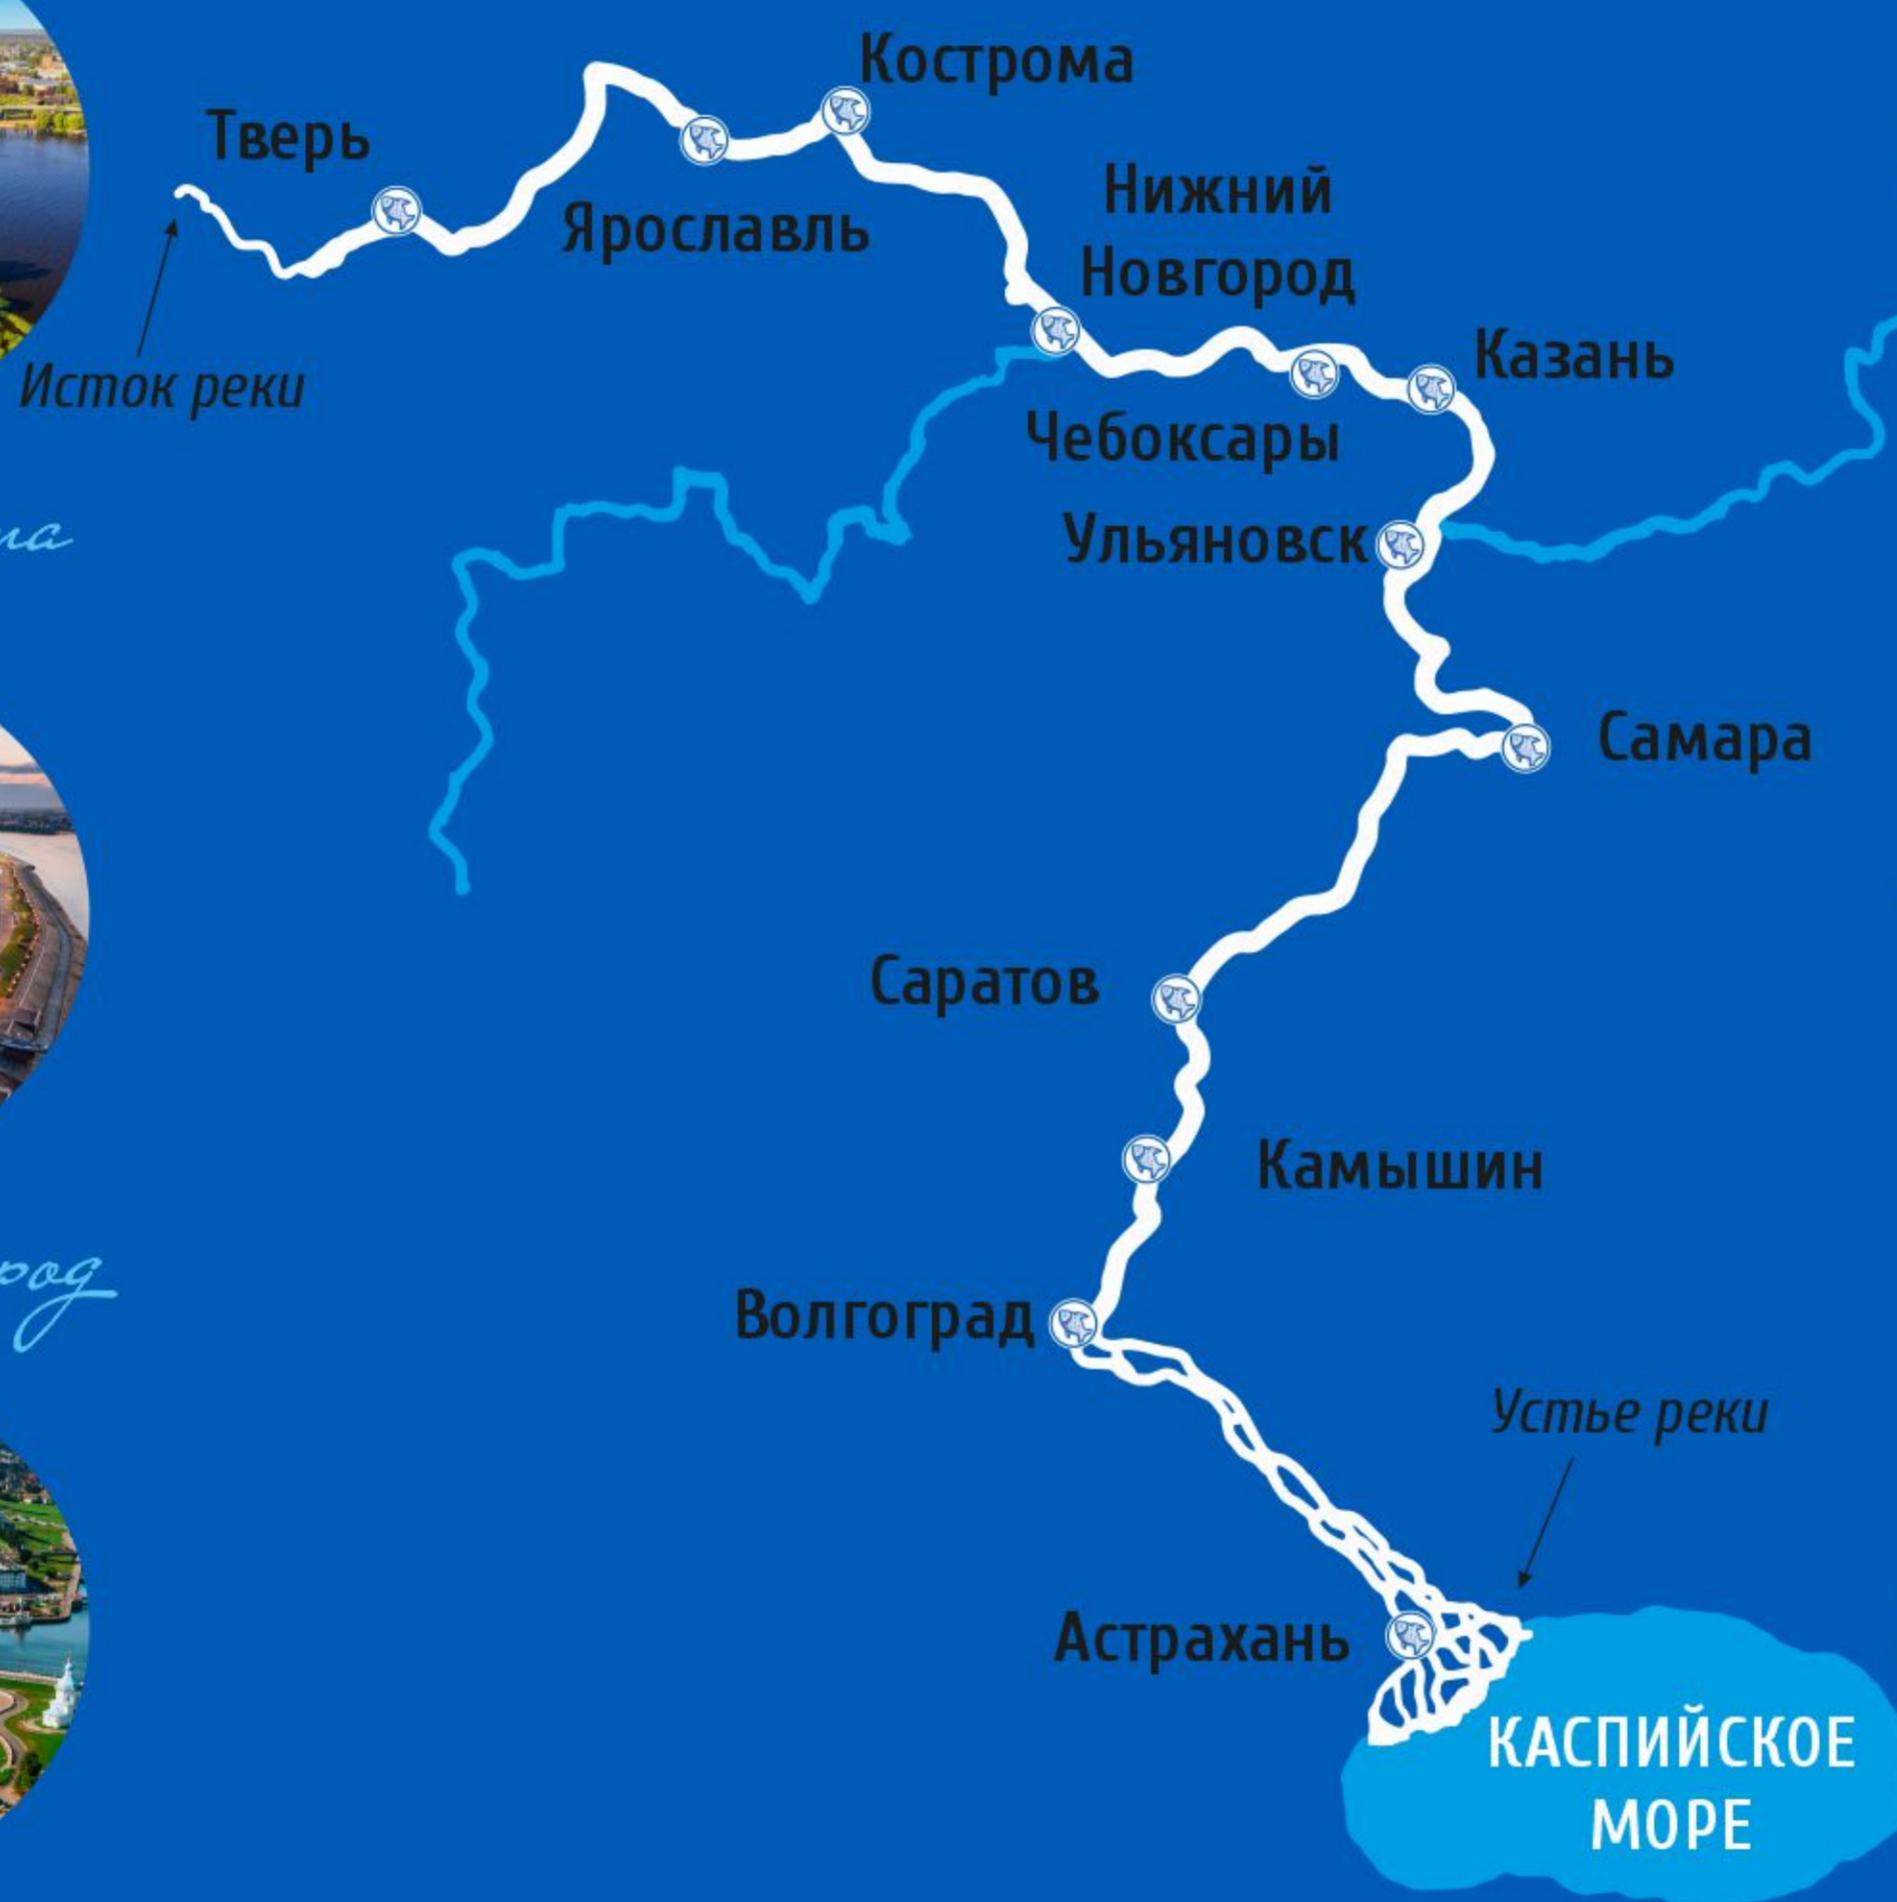 Кострома
Тверь
Нижний
Новгород
Ярославль
Казань
Исток реки
Чебоксары
Ульяновск
Самара
Саратов
Камышин
Волгоград
Устье реки
Астрахань
КАСПИЙСКОЕ
МОРЕ